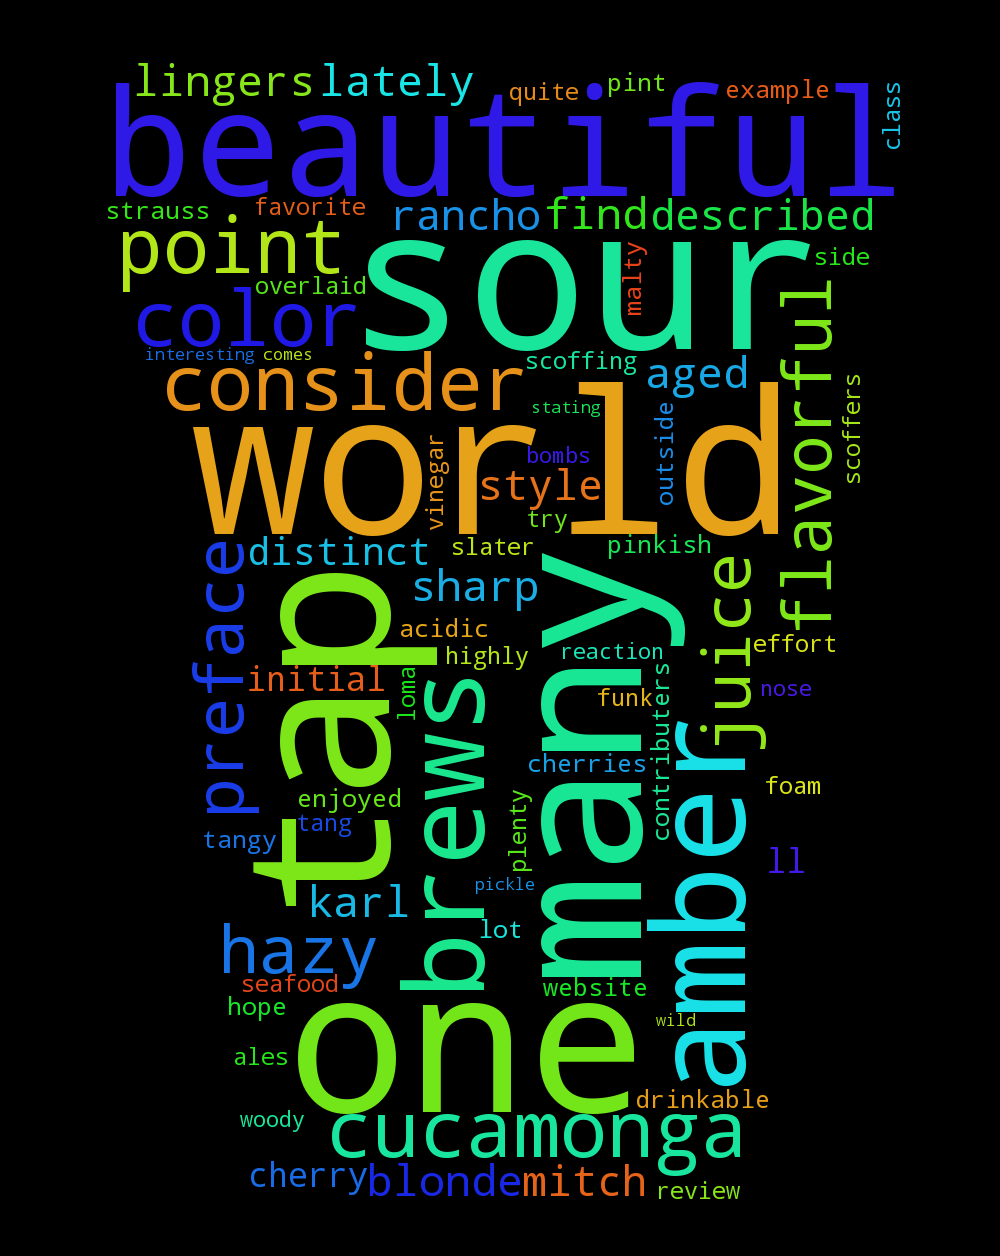 lingers lately quite pint example
beautiful
class
strauss favorite rancho find described
point
sour
malty
side
overlaid
color
flavorful
interesting comes
scoffing
consider
aged
scoffers
stating
outside
world
vinegar
bombs
style
try
distinct slater pinkish
preface
tap
sharp
juice
many
acidic
highly
reaction
effort
initial
loma
brews
funk
contributers
nose
amber
cherries
enjoyed
foam
plenty
tang
tangy
ll
pickle
karl
lot
hazy
seafood
website
hope
one
wild
ales
drinkable
woody
cucamonga
cherry blonde mitch review